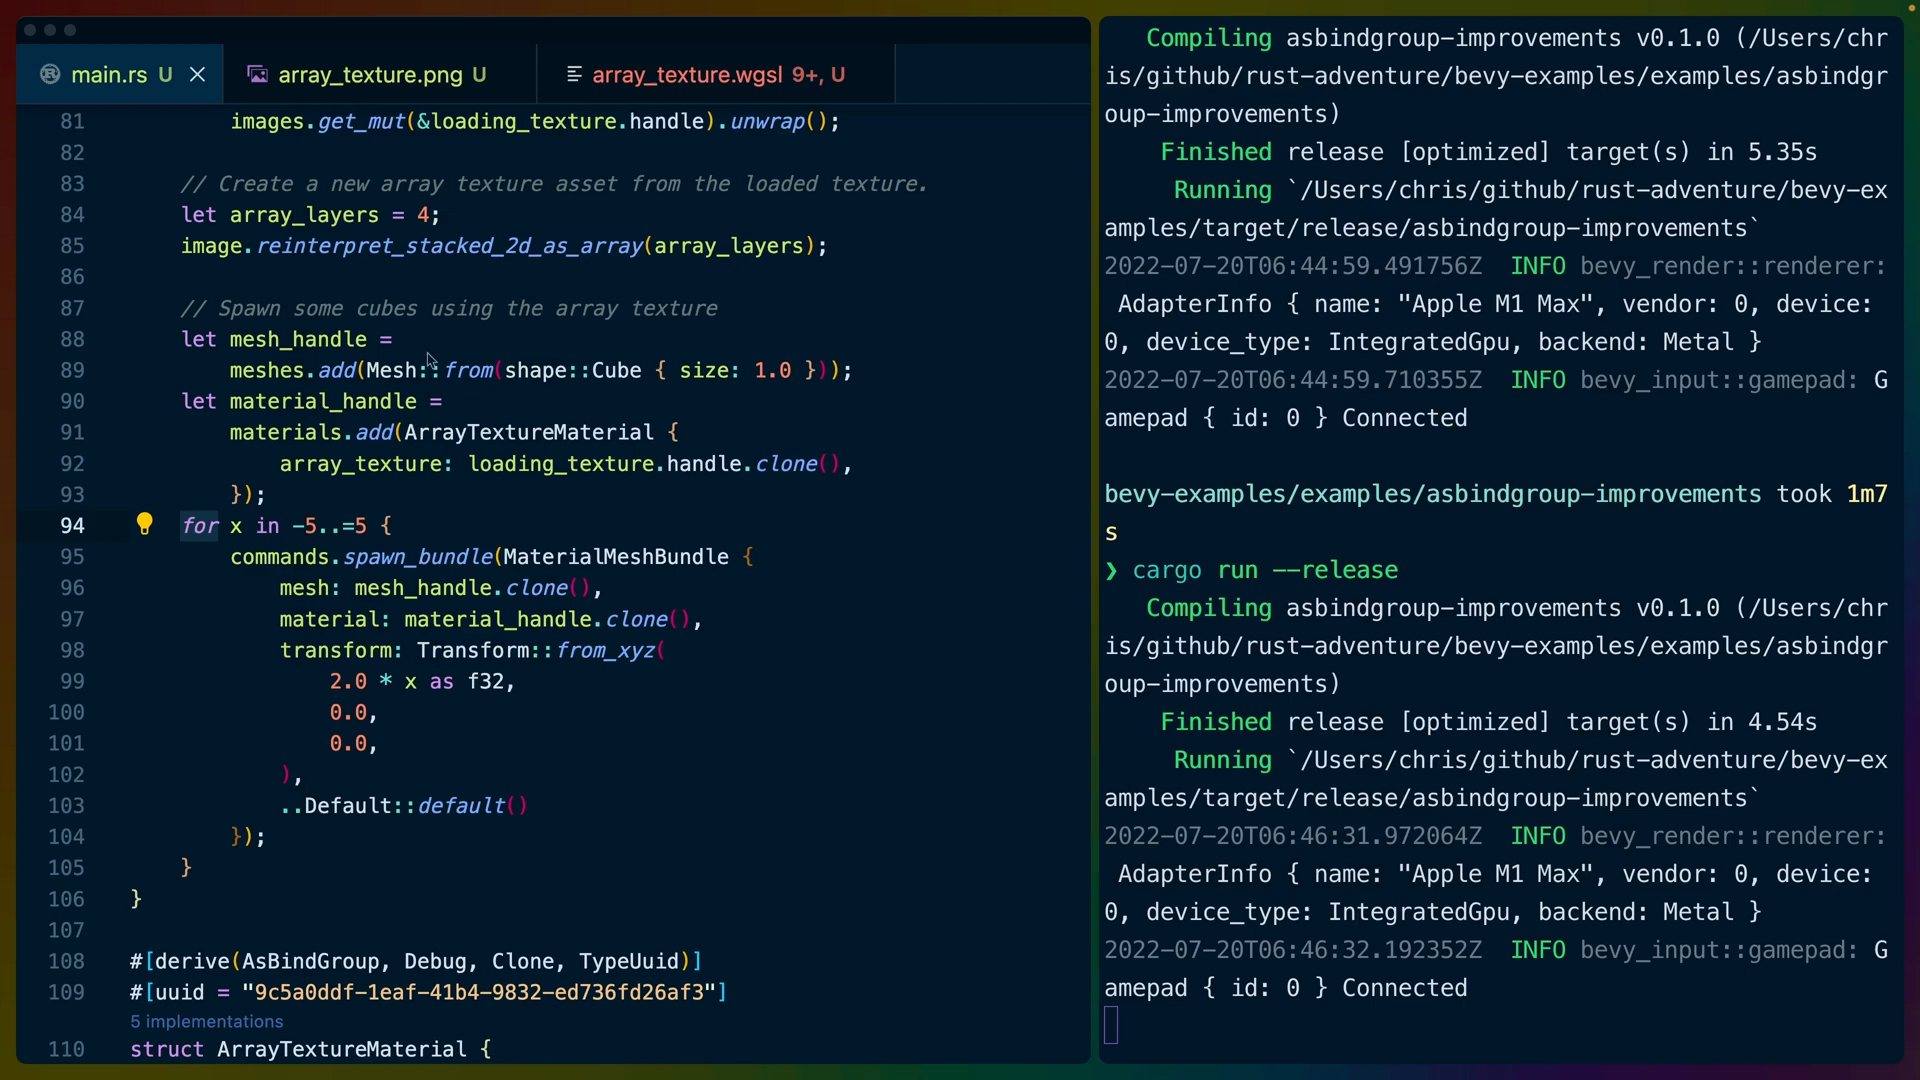 main.rs U
array_texture.png U
array_texture.wgsl 9+, U
81 images.get_mut(&loading_texture.handle).unwrap();
82
83 // Create a new array texture asset from the loaded texture.
84 let array_layers = 4;
85 image.reinterpret_stacked_2d_as_array(array_layers);
86
87 // Spawn some cubes using the array texture
88 let mesh_handle =
89 meshes.add(Mesh::from(shape::Cube { size: 1.0 }));
90 let material_handle =
91 materials.add(ArrayTextureMaterial {
92 array_texture: loading_texture.handle.clone(),
93 });
94 for x in -5..=5 {
95 commands.spawn_bundle(MaterialMeshBundle {
96 mesh: mesh_handle.clone(),
97 material: material_handle.clone(),
98 transform: Transform::from_xyz(
99 2.0 * x as f32,
100 0.0,
101 0.0,
102 ),
103 ..Default::default()
104 });
105 }
106 }
107
108 #[derive(AsBindGroup, Debug, Clone, TypeUuid)]
109 #[uuid = "9c5a0ddf-1eaf-41b4-9832-ed736fd26af3"]
5 implementations
110 struct ArrayTextureMaterial {
Compiling asbindgroup-improvements v0.1.0 (/Users/chr
is/github/rust-adventure/bevy-examples/examples/asbindgr
oup-improvements)
Finished release [optimized] target(s) in 5.35s
Running `/Users/chris/github/rust-adventure/bevy-ex
amples/target/release/asbindgroup-improvements`
2022-07-20T06:44:59.491756Z INFO bevy_render::renderer:
AdapterInfo { name: "Apple M1 Max", vendor: 0, device:
0, device_type: IntegratedGpu, backend: Metal }
2022-07-20T06:44:59.710355Z INFO bevy_input::gamepad: G
amepad { id: 0 } Connected
bevy-examples/examples/asbindgroup-improvements took 1m7
s
❯ cargo run --release
Compiling asbindgroup-improvements v0.1.0 (/Users/chr
is/github/rust-adventure/bevy-examples/examples/asbindgr
oup-improvements)
Finished release [optimized] target(s) in 4.54s
Running `/Users/chris/github/rust-adventure/bevy-ex
amples/target/release/asbindgroup-improvements`
2022-07-20T06:46:31.972064Z INFO bevy_render::renderer:
AdapterInfo { name: "Apple M1 Max", vendor: 0, device:
0, device_type: IntegratedGpu, backend: Metal }
2022-07-20T06:46:32.192352Z INFO bevy_input::gamepad: G
amepad { id: 0 } Connected